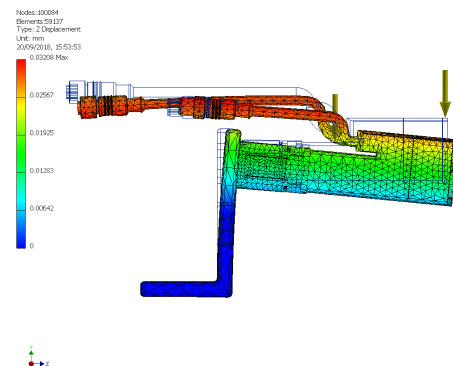 Nodes:100084
Elements:59137
Type: Z Displacement
Unit: mm
20/09/2018, 15:53:53
0.03208 Max
0.02567
0.01925
0.01283
0.00642
0
Y
Z